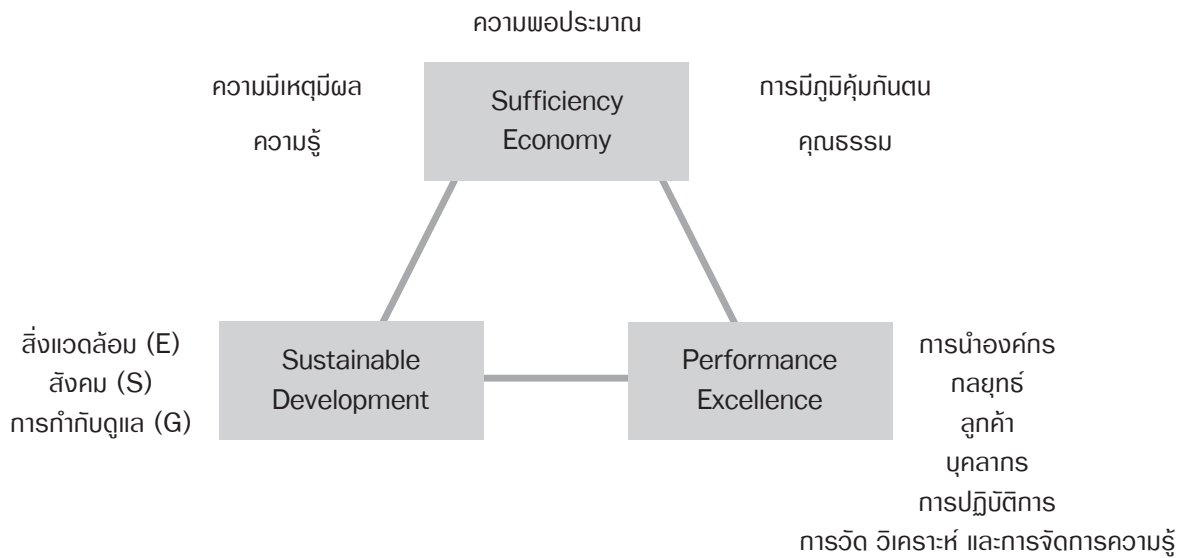 ความพอประมาณ
ความมีเหตุมีผล
ความรู้
Sufficiency
Economy
การมีภูมิคุ้มกันตน
คุณธรรม
สิ่งแวดล้อม (E)
สังคม (S)
การกำกับดูแล (G)
Sustainable
Development
Performance
Excellence
การนำองค์กร
กลยุทธ์
ลูกค้า
บุคลากร
การปฏิบัติการ
การวัด วิเคราะห์ และการจัดการความรู้